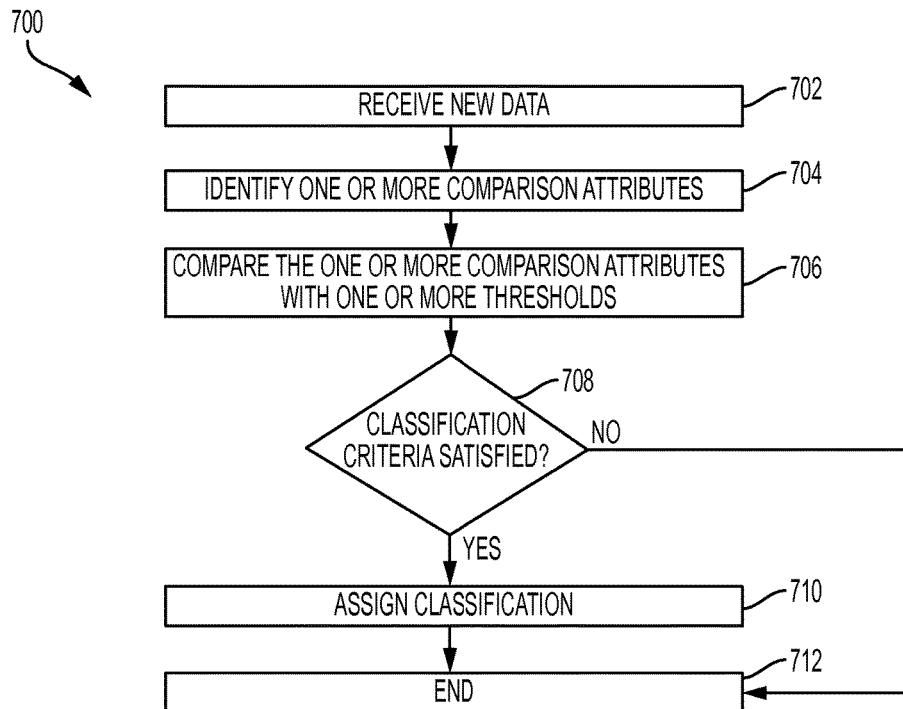 700
RECEIVE NEW DATA
702
IDENTIFY ONE OR MORE COMPARISON ATTRIBUTES
704
COMPARE THE ONE OR MORE COMPARISON ATTRIBUTES
WITH ONE OR MORE THRESHOLDS
706
708
CLASSIFICATION
CRITERIA SATISFIED?
NO
YES
ASSIGN CLASSIFICATION
710
END
712